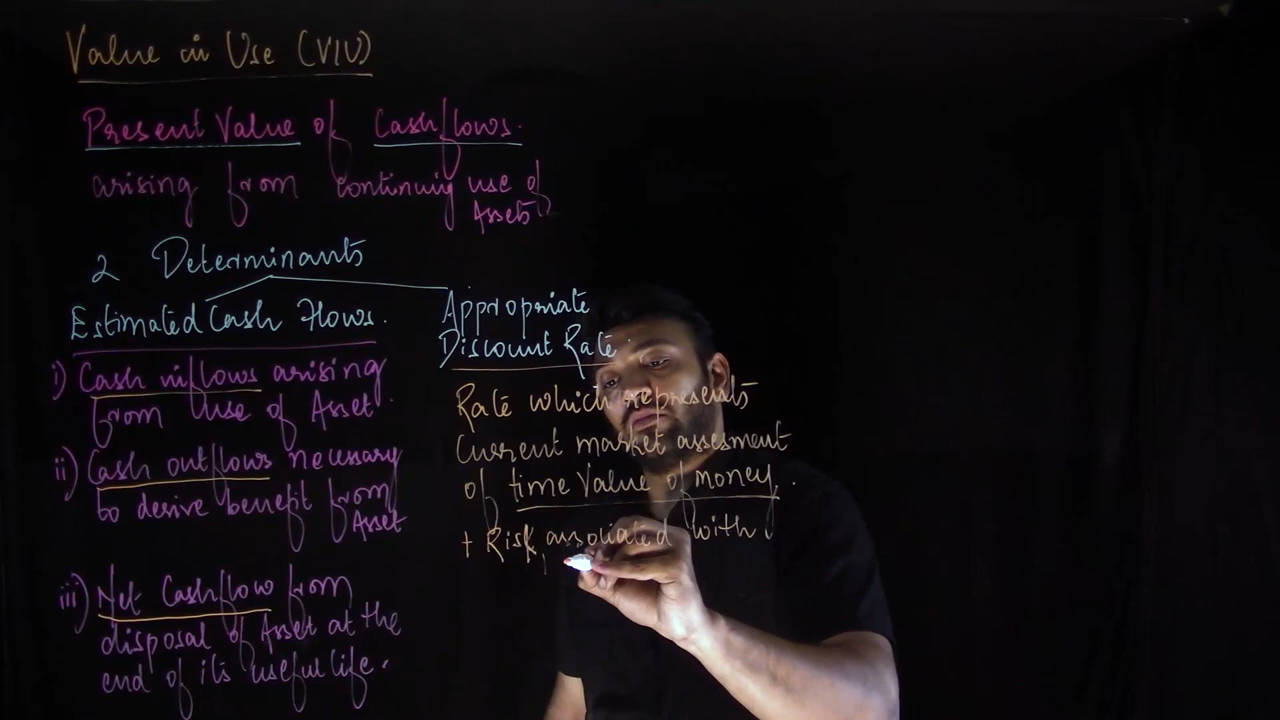 Value in Use (VIU)
Present Value of Cashflows.
arising from continuing use of
Assets
2 Determinants
Estimated Cash Flows.
i) Cash inflows arising
from use of Asset.
ii) Cash outflows necessary
to derive benefit from
Asset
iii) Net Cashflow from
disposal of Asset at the
end of its useful life.
Appropriate
Discount Rate.
Rate which represents
Current market assesment
of time Value of money.
+ Risk associated with